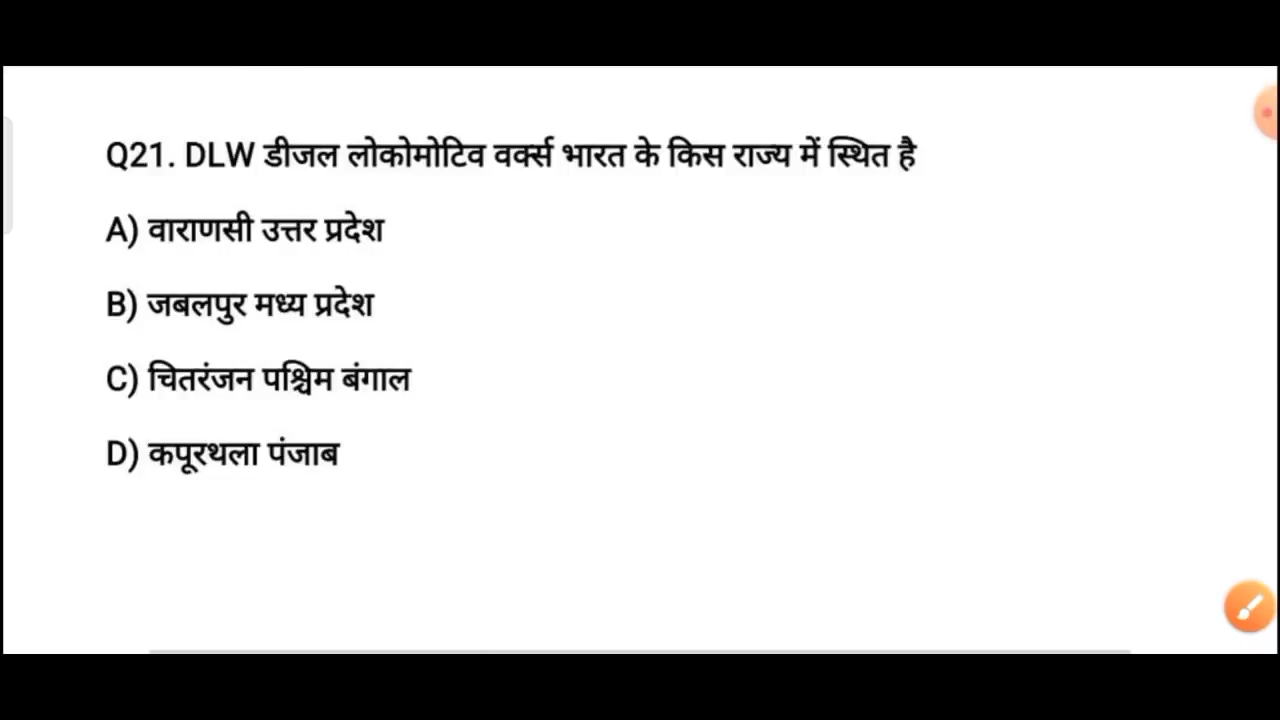 Q21. DLW डीजल लोकोमोटिव वर्क्स भारत के किस राज्य में स्थित है
A) वाराणसी उत्तर प्रदेश
B) जबलपुर मध्य प्रदेश
C) चितरंजन पश्चिम बंगाल
D) कपूरथला पंजाब